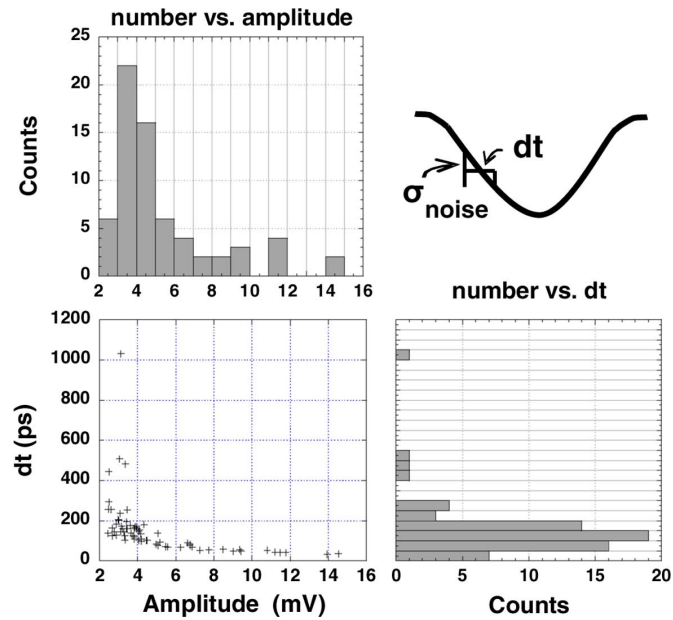 number vs. amplitude
25
20
15
10
5
0
Counts
2 4 6 8 10 12 14 16
dt
σnoise
number vs. dt
1200
1000
800
600
400
200
0
dt (ps)
2 4 6 8 10 12 14 16
Amplitude (mV)
0 5 10 15 20
Counts